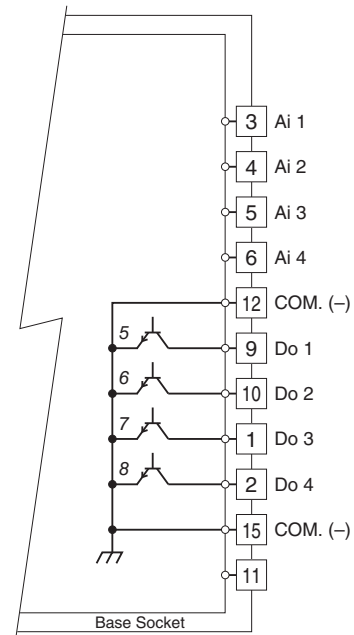 3 Ai 1
4 Ai 2
5 Ai 3
6 Ai 4
12 COM. (–)
5 9 Do 1
6 10 Do 2
7 1 Do 3
8 2 Do 4
15 COM. (–)
11
Base Socket